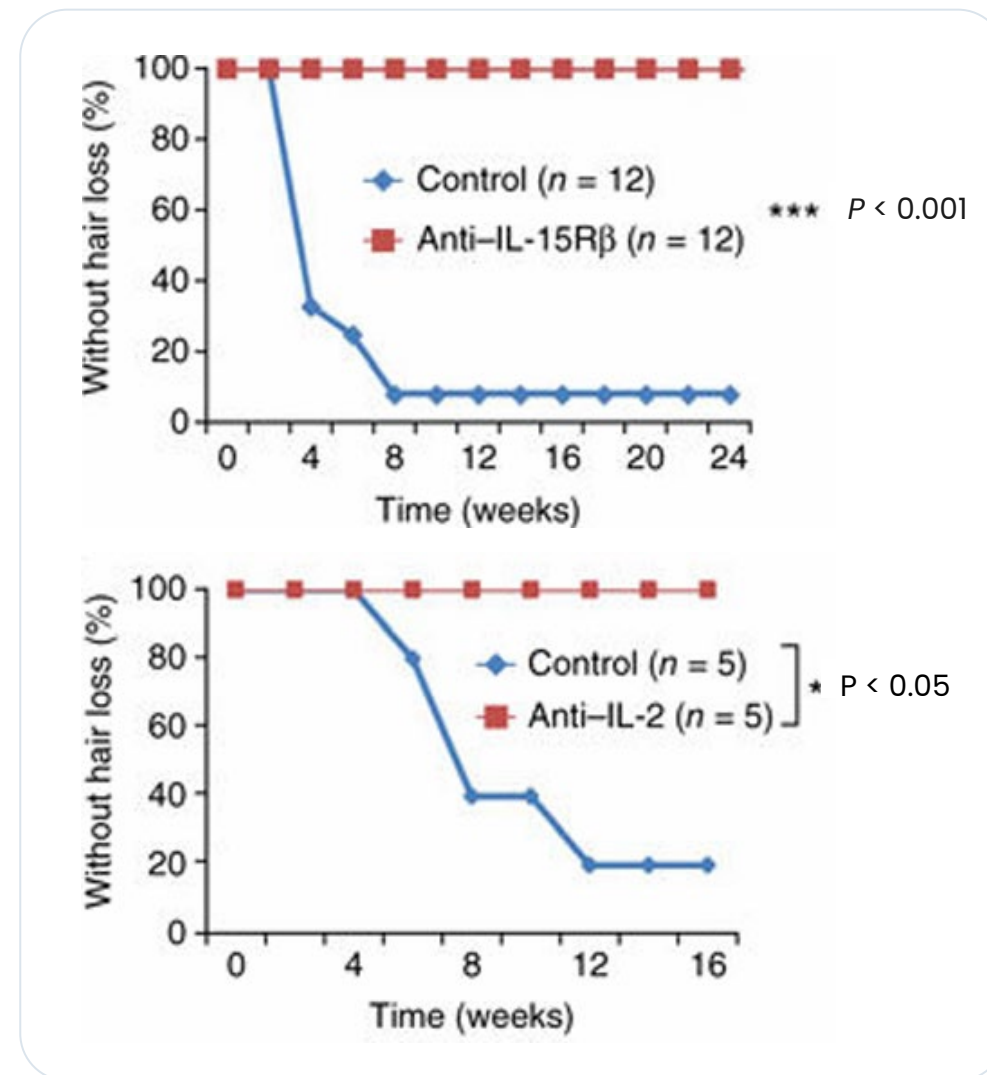 Without hair loss (%)
100
80
60
40
20
0
Control (n = 12)
Anti–IL-15Rβ (n = 12)
*** P < 0.001
0 4 8 12 16 20 24
Time (weeks)
Without hair loss (%)
100
80
60
40
20
0
Control (n = 5)
Anti–IL-2 (n = 5)
* P < 0.05
0 4 8 12 16
Time (weeks)